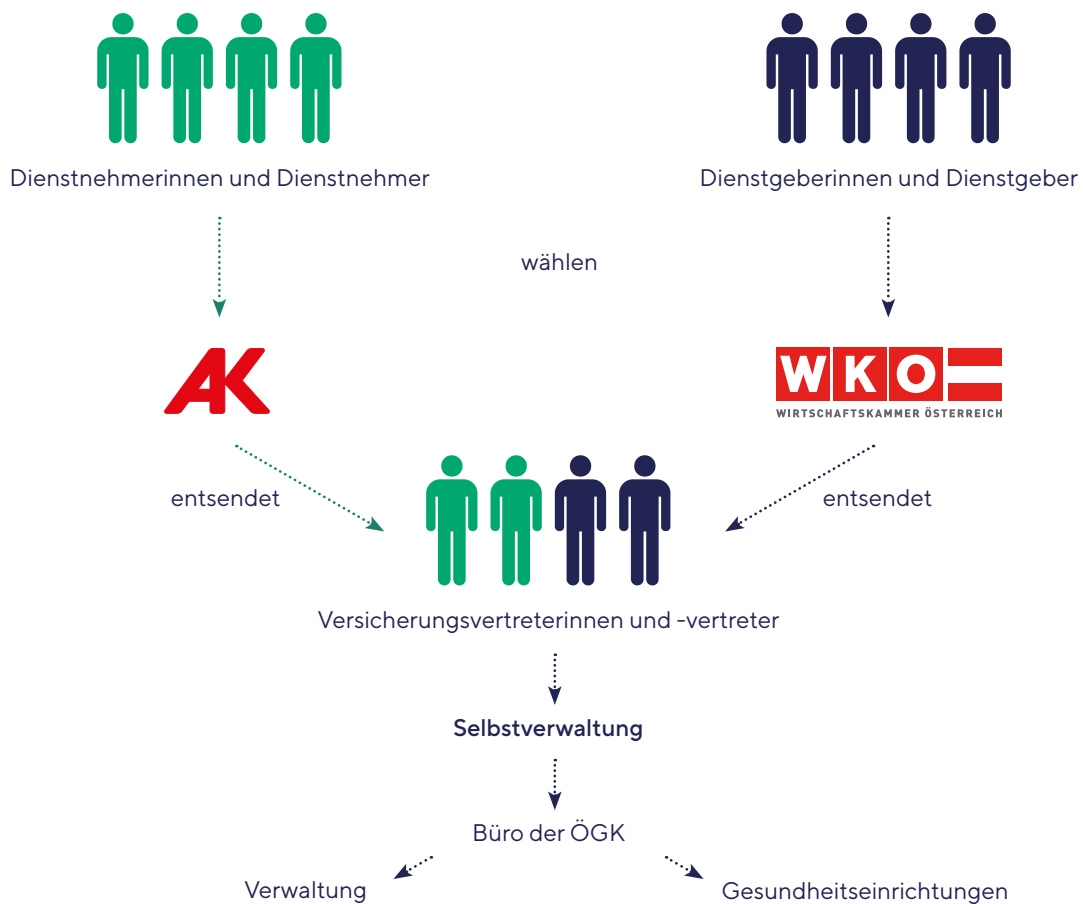 Dienstnehmerinnen und Dienstnehmer
Dienstgeberinnen und Dienstgeber
wählen
AK
WKO
WIRTSCHAFTSKAMMER ÖSTERREICH
entsendet
entsendet
Versicherungsvertreterinnen und -vertreter
Selbstverwaltung
Büro der ÖGK
Verwaltung
Gesundheitseinrichtungen